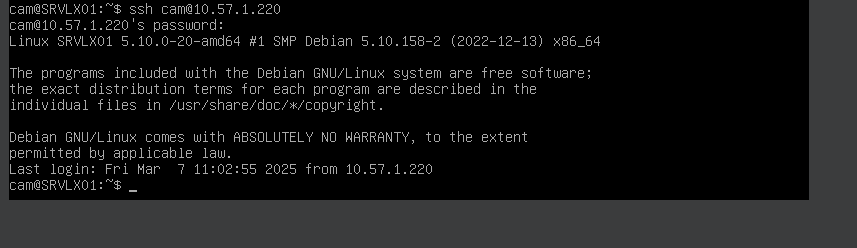 cam@SRVLX01:~$ ssh cam@10.57.1.220
cam@10.57.1.220's password:
Linux SRVLX01 5.10.0-20-amd64 #1 SMP Debian 5.10.158-2 (2022-12-13) x86_64

The programs included with the Debian GNU/Linux system are free software;
the exact distribution terms for each program are described in the
individual files in /usr/share/doc/*/copyright.

Debian GNU/Linux comes with ABSOLUTELY NO WARRANTY, to the extent
permitted by applicable law.
Last login: Fri Mar  7 11:02:55 2025 from 10.57.1.220
cam@SRVLX01:~$ _